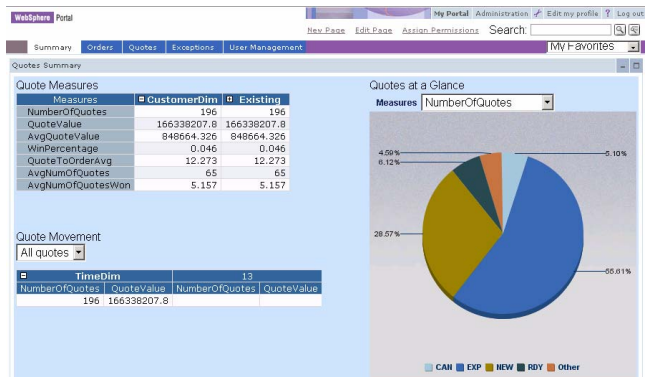 WebSphere Portal
My Portal Administration Edit my profile ? Log out
New Page Edit Page Assign Permissions Search:
Summary Orders Quotes Exceptions User Management My Favorites
Quotes Summary
Quote Measures
Measures CustomerDim Existing
NumberOfQuotes 196 196
QuoteValue 166338207.8 166338207.8
AvgQuoteValue 848664.326 848664.326
WinPercentage 0.046 0.046
QuoteToOrderAvg 12.273 12.273
AvgNumOfQuotes 65 65
AvgNumOfQuotesWon 5.157 5.157
Quote Movement
All quotes
TimeDim 13
NumberOfQuotes QuoteValue NumberOfQuotes QuoteValue
196 166338207.8
Quotes at a Glance
Measures NumberOfQuotes
4.59%
6.12%
5.10%
28.57%
55.61%
CAN EXP NEW RDY Other